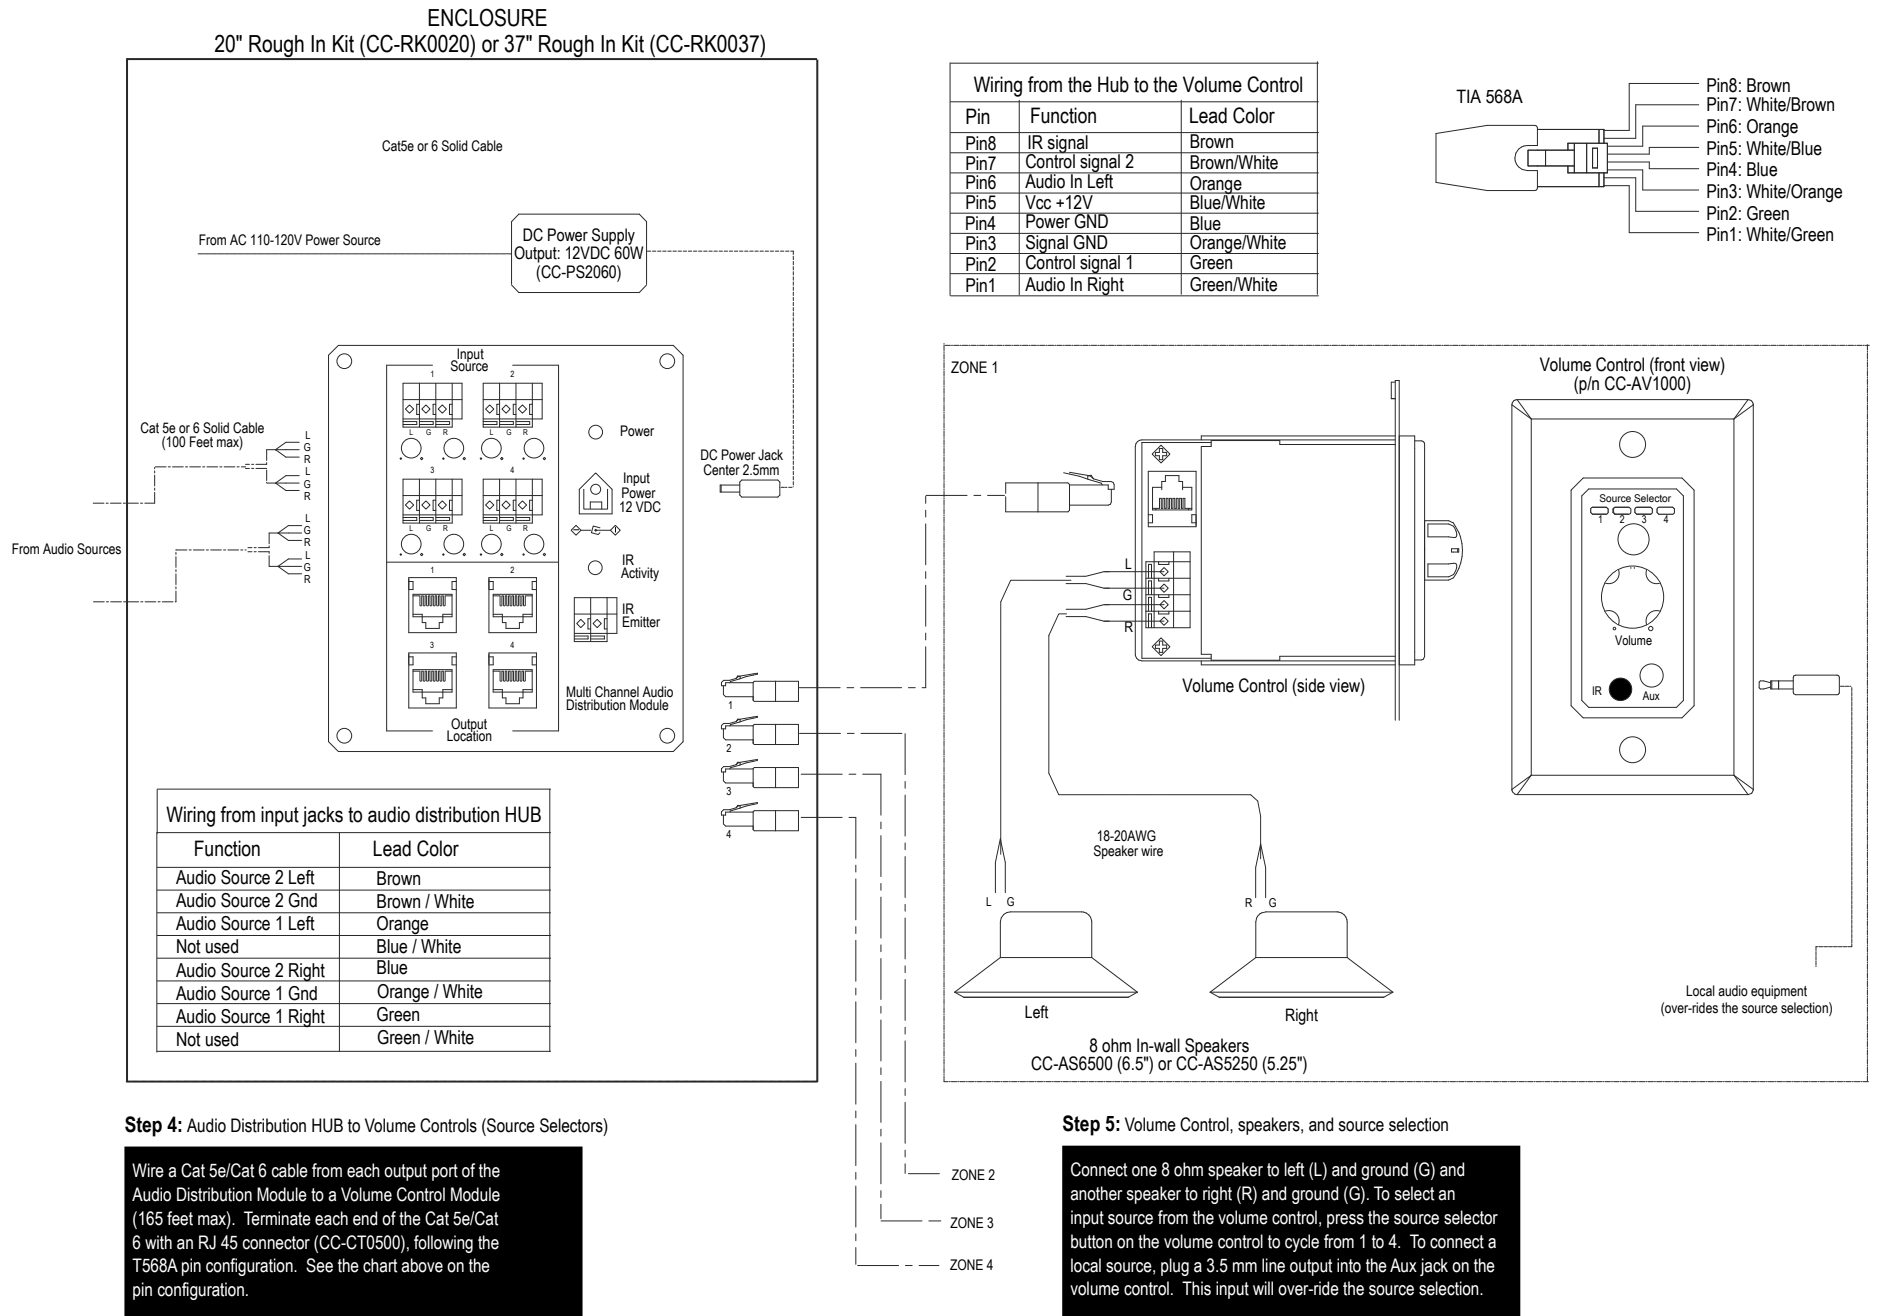 ENCLOSURE
20" Rough In Kit (CC-RK0020) or 37" Rough In Kit (CC-RK0037)
Cat5e or 6 Solid Cable
From AC 110-120V Power Source
DC Power Supply
Output: 12VDC 60W
(CC-PS2060)
Input
Source
1 2
L G R L G R
3 4
L G R L G R
Power
Input
Power
12 VDC
IR
Activity
IR
Emitter
1 2
3 4
Multi Channel Audio
Distribution Module
Output
Location
DC Power Jack
Center 2.5mm
Cat 5e or 6 Solid Cable
(100 Feet max)
L
G
R
L
G
R
From Audio Sources
L
G
R
L
G
R
1
2
3
4
Wiring from input jacks to audio distribution HUB
Function Lead Color
Audio Source 2 Left Brown
Audio Source 2 Gnd Brown / White
Audio Source 1 Left Orange
Not used Blue / White
Audio Source 2 Right Blue
Audio Source 1 Gnd Orange / White
Audio Source 1 Right Green
Not used Green / White
Wiring from the Hub to the Volume Control
Pin Function Lead Color
Pin8 IR signal Brown
Pin7 Control signal 2 Brown/White
Pin6 Audio In Left Orange
Pin5 Vcc +12V Blue/White
Pin4 Power GND Blue
Pin3 Signal GND Orange/White
Pin2 Control signal 1 Green
Pin1 Audio In Right Green/White
TIA 568A
Pin8: Brown
Pin7: White/Brown
Pin6: Orange
Pin5: White/Blue
Pin4: Blue
Pin3: White/Orange
Pin2: Green
Pin1: White/Green
ZONE 1
L
G
R
Volume Control (side view)
Volume Control (front view)
(p/n CC-AV1000)
Source Selector
1 2 3 4
Volume
IR Aux
18-20AWG
Speaker wire
L G
R G
Left
Right
8 ohm In-wall Speakers
CC-AS6500 (6.5") or CC-AS5250 (5.25")
Local audio equipment
(over-rides the source selection)
ZONE 2
ZONE 3
ZONE 4
Step 4: Audio Distribution HUB to Volume Controls (Source Selectors)
Wire a Cat 5e/Cat 6 cable from each output port of the
Audio Distribution Module to a Volume Control Module
(165 feet max). Terminate each end of the Cat 5e/Cat
6 with an RJ 45 connector (CC-CT0500), following the
T568A pin configuration. See the chart above on the
pin configuration.
Step 5: Volume Control, speakers, and source selection
Connect one 8 ohm speaker to left (L) and ground (G) and
another speaker to right (R) and ground (G). To select an
input source from the volume control, press the source selector
button on the volume control to cycle from 1 to 4. To connect a
local source, plug a 3.5 mm line output into the Aux jack on the
volume control. This input will over-ride the source selection.